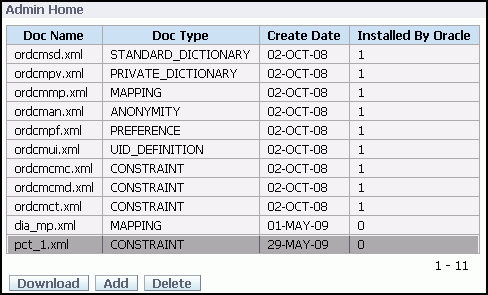 Admin Home
Doc Name Doc Type Create Date Installed By Oracle
ordcmsd.xml STANDARD_DICTIONARY 02-OCT-08 1
ordcmpv.xml PRIVATE_DICTIONARY 02-OCT-08 1
ordcmmp.xml MAPPING 02-OCT-08 1
ordcman.xml ANONYMITY 02-OCT-08 1
ordcmpf.xml PREFERENCE 02-OCT-08 1
ordcmui.xml UID_DEFINITION 02-OCT-08 1
ordcmcmc.xml CONSTRAINT 02-OCT-08 1
ordcmcmd.xml CONSTRAINT 02-OCT-08 1
ordcmct.xml CONSTRAINT 02-OCT-08 1
dia_mp.xml MAPPING 01-MAY-09 0
pct_1.xml CONSTRAINT 29-MAY-09 0
1 - 11
Download Add Delete